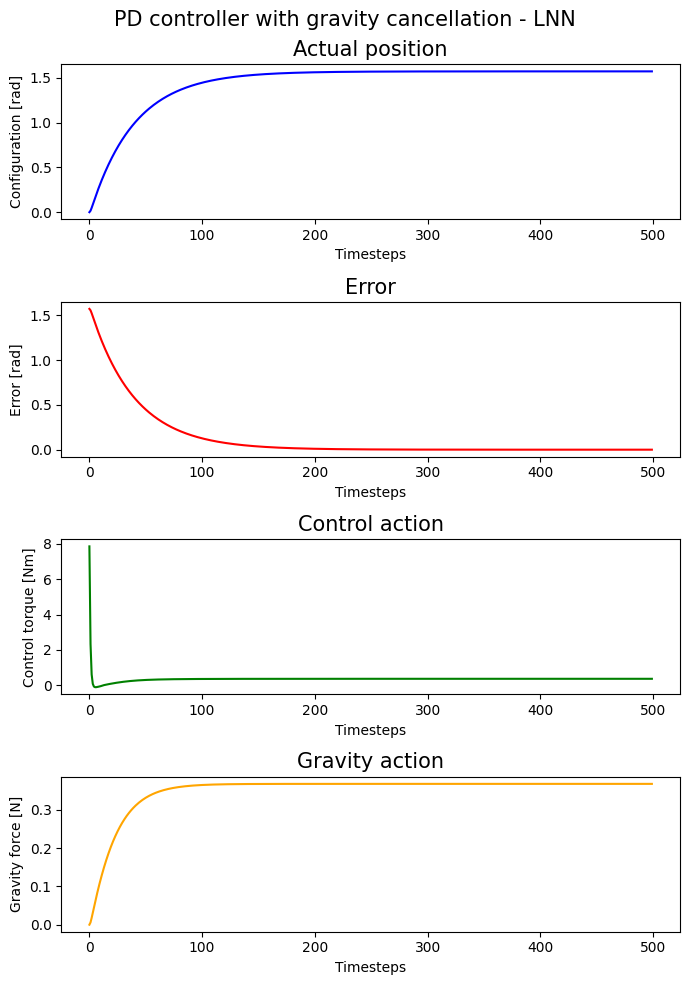 PD controller with gravity cancellation - LNN
Actual position
Configuration [rad]
1.5
1.0
0.5
0.0
0 100 200 300 400 500
Timesteps
Error
Error [rad]
1.5
1.0
0.5
0.0
0 100 200 300 400 500
Timesteps
Control action
Control torque [Nm]
8
6
4
2
0
0 100 200 300 400 500
Timesteps
Gravity action
Gravity force [N]
0.3
0.2
0.1
0.0
0 100 200 300 400 500
Timesteps